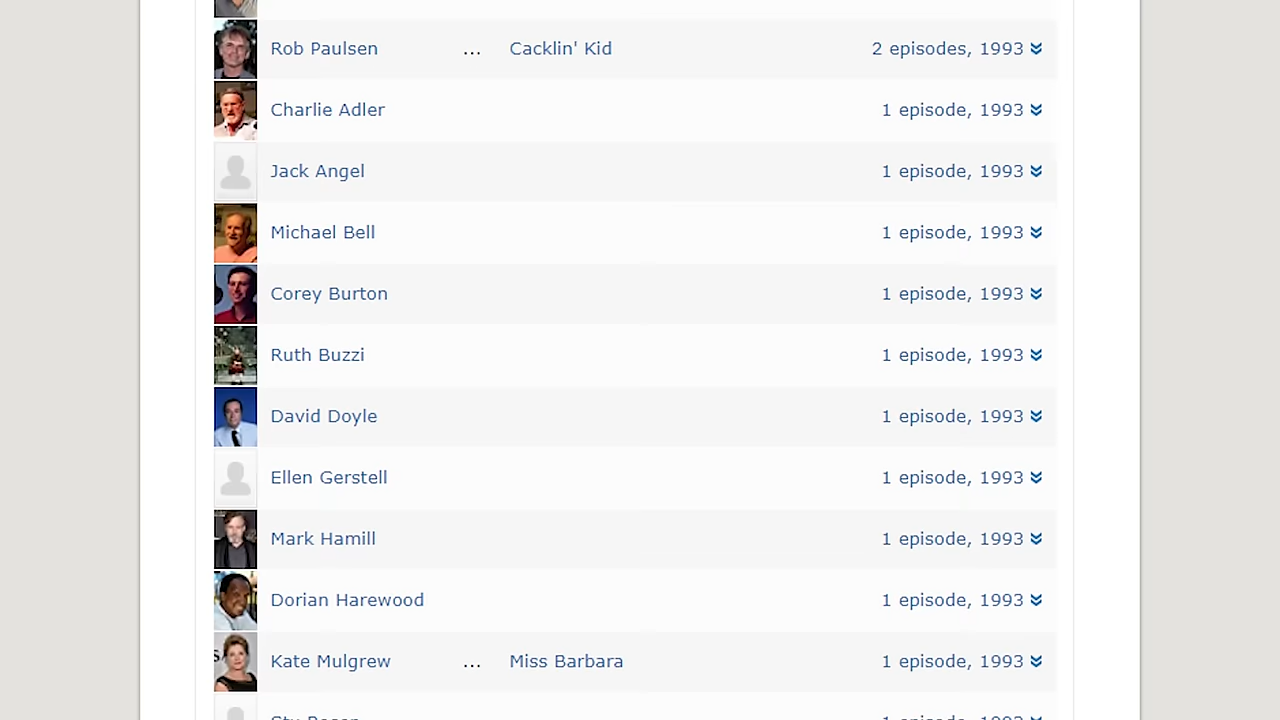 Rob Paulsen ... Cacklin' Kid 2 episodes, 1993
Charlie Adler 1 episode, 1993
Jack Angel 1 episode, 1993
Michael Bell 1 episode, 1993
Corey Burton 1 episode, 1993
Ruth Buzzi 1 episode, 1993
David Doyle 1 episode, 1993
Ellen Gerstell 1 episode, 1993
Mark Hamill 1 episode, 1993
Dorian Harewood 1 episode, 1993
Kate Mulgrew ... Miss Barbara 1 episode, 1993